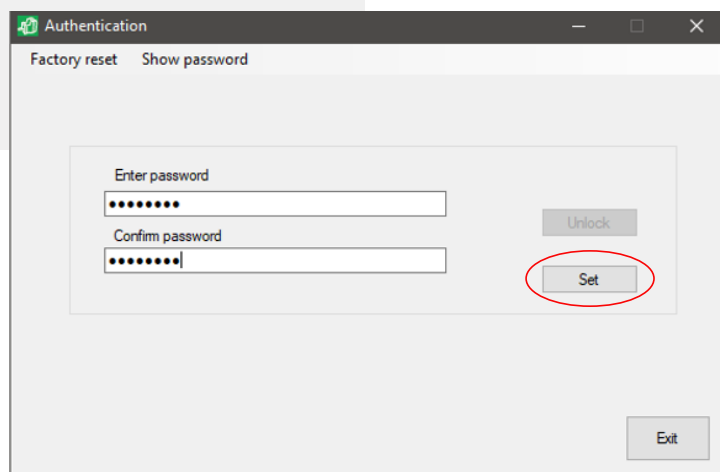 Authentication
Factory reset Show password
Enter password
••••••••
Unlock
Confirm password
••••••••
Set
Exit